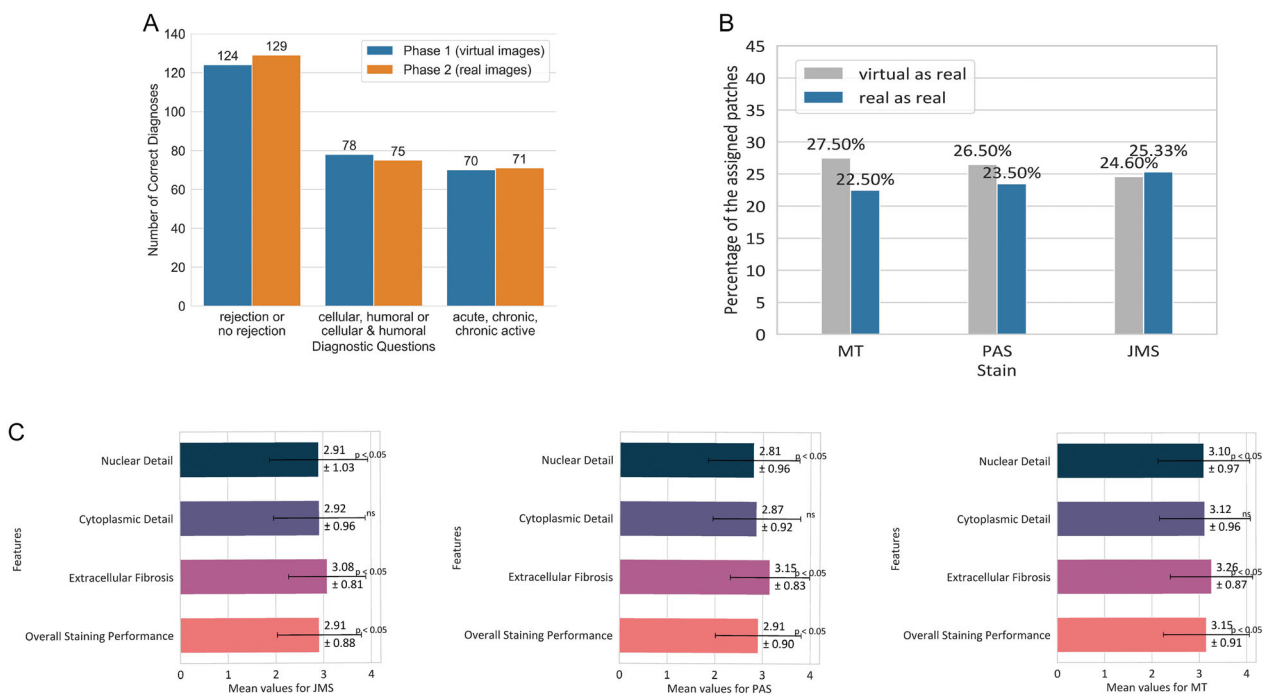 A
140
120
100
80
60
40
20
0
Number of Correct Diagnoses
Phase 1 (virtual images)
Phase 2 (real images)
124
129
78
75
70
71
rejection or
no rejection
cellular, humoral or
cellular & humoral
acute, chronic,
chronic active
Diagnostic Questions
B
45
40
35
30
25
20
15
10
5
0
Percentage of the assigned patches
virtual as real
real as real
27.50%
22.50%
26.50%
23.50%
24.60%
25.33%
MT
PAS
JMS
Stain
C
Features
Nuclear Detail
2.91
± 1.03
p < 0.05
Cytoplasmic Detail
2.92
± 0.96
ns
Extracellular Fibrosis
3.08
± 0.81
p < 0.05
Overall Staining Performance
2.91
± 0.88
p < 0.05
0 1 2 3 4
Mean values for JMS
Features
Nuclear Detail
2.81
± 0.96
p < 0.05
Cytoplasmic Detail
2.87
± 0.92
ns
Extracellular Fibrosis
3.15
± 0.83
p < 0.05
Overall Staining Performance
2.91
± 0.90
p < 0.05
0 1 2 3 4
Mean values for PAS
Features
Nuclear Detail
3.10
± 0.97
p < 0.05
Cytoplasmic Detail
3.12
± 0.96
ns
Extracellular Fibrosis
3.26
± 0.87
p < 0.05
Overall Staining Performance
3.15
± 0.91
p < 0.05
0 1 2 3 4
Mean values for MT